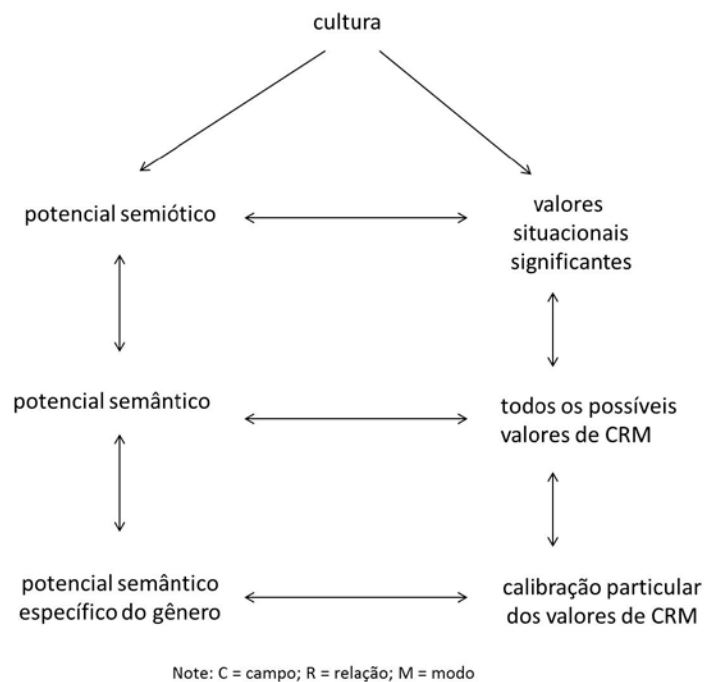 cultura
potencial semiótico
valores
situacionais
significantes
potencial semântico
todos os possíveis
valores de CRM
potencial semântico
específico do gênero
calibração particular
dos valores de CRM
Note: C = campo; R = relação; M = modo